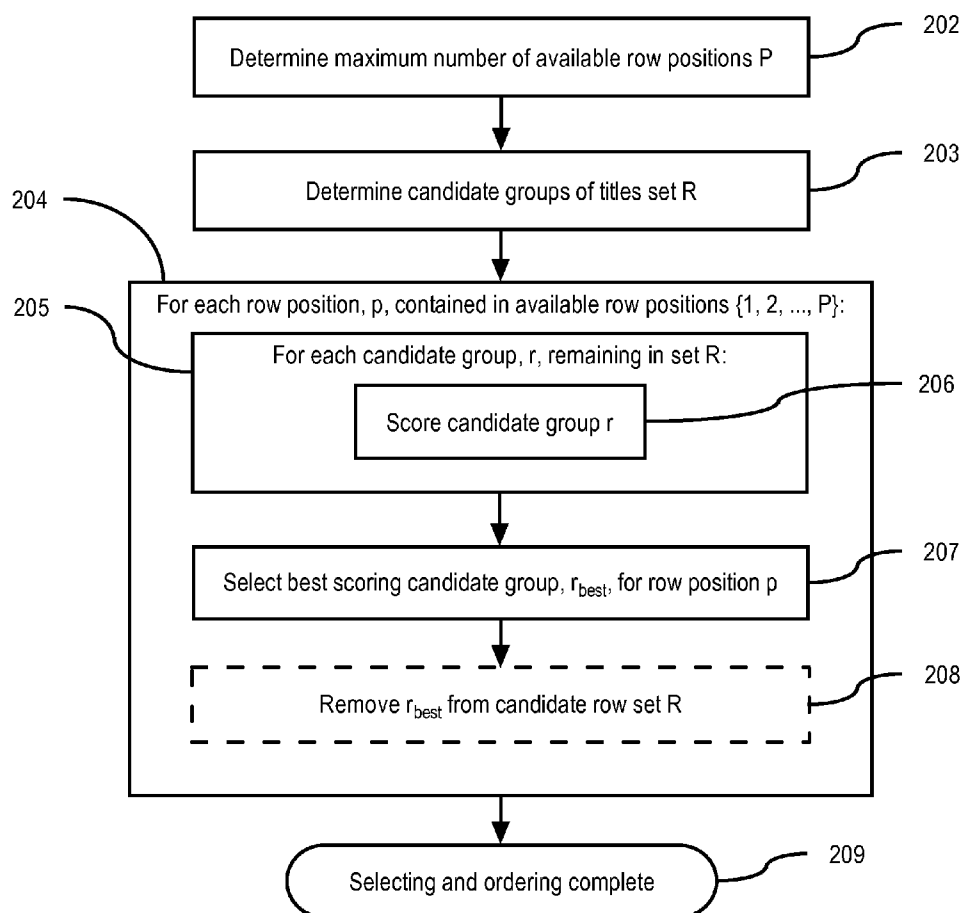 202
Determine maximum number of available row positions P
203
Determine candidate groups of titles set R
204
For each row position, p, contained in available row positions {1, 2, ..., P}:
205
For each candidate group, r, remaining in set R:
206
Score candidate group r
207
Select best scoring candidate group, rbest, for row position p
208
Remove rbest from candidate row set R
209
Selecting and ordering complete